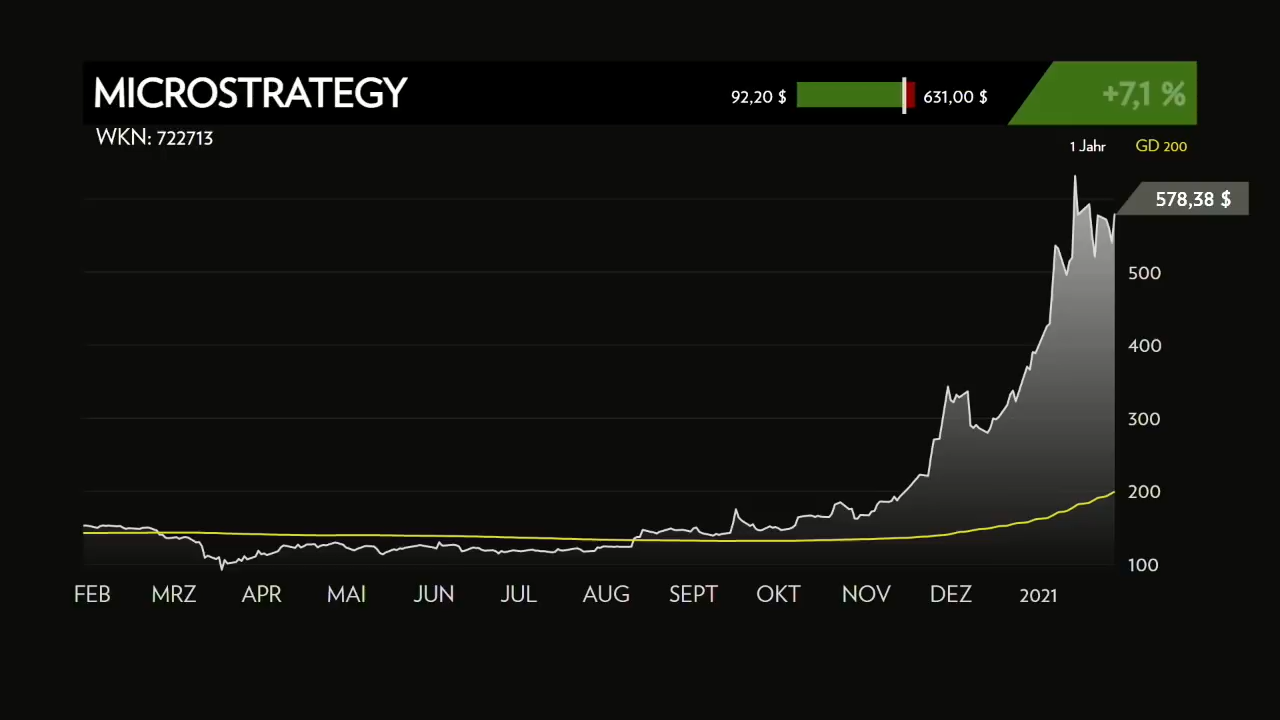 MICROSTRATEGY
92,20 $ 631,00 $ +7,1 %
WKN: 722713
1 Jahr GD 200
578,38 $
500
400
300
200
100
FEB MRZ APR MAI JUN JUL AUG SEPT OKT NOV DEZ 2021